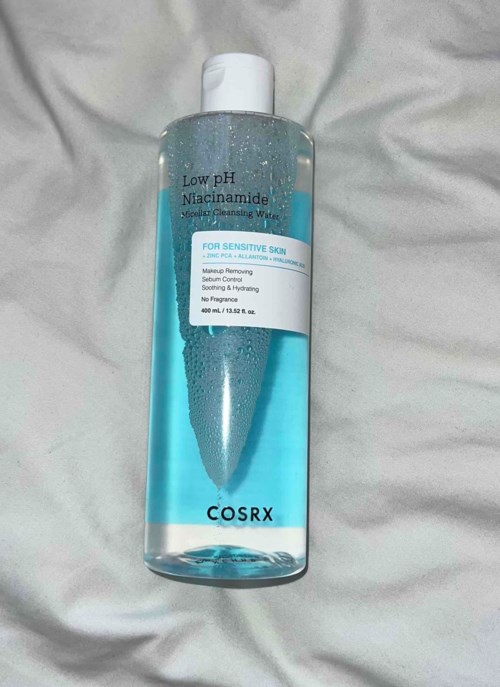 Low pH
Niacinamide
Micellar Cleansing Water
FOR SENSITIVE SKIN
+ ZINC PCA + ALLANTOIN + HYALURONIC ACID
Makeup Removing
Sebum Control
Soothing & Hydrating
No Fragrance
400 mL / 13.52 fl. oz.
COSRX